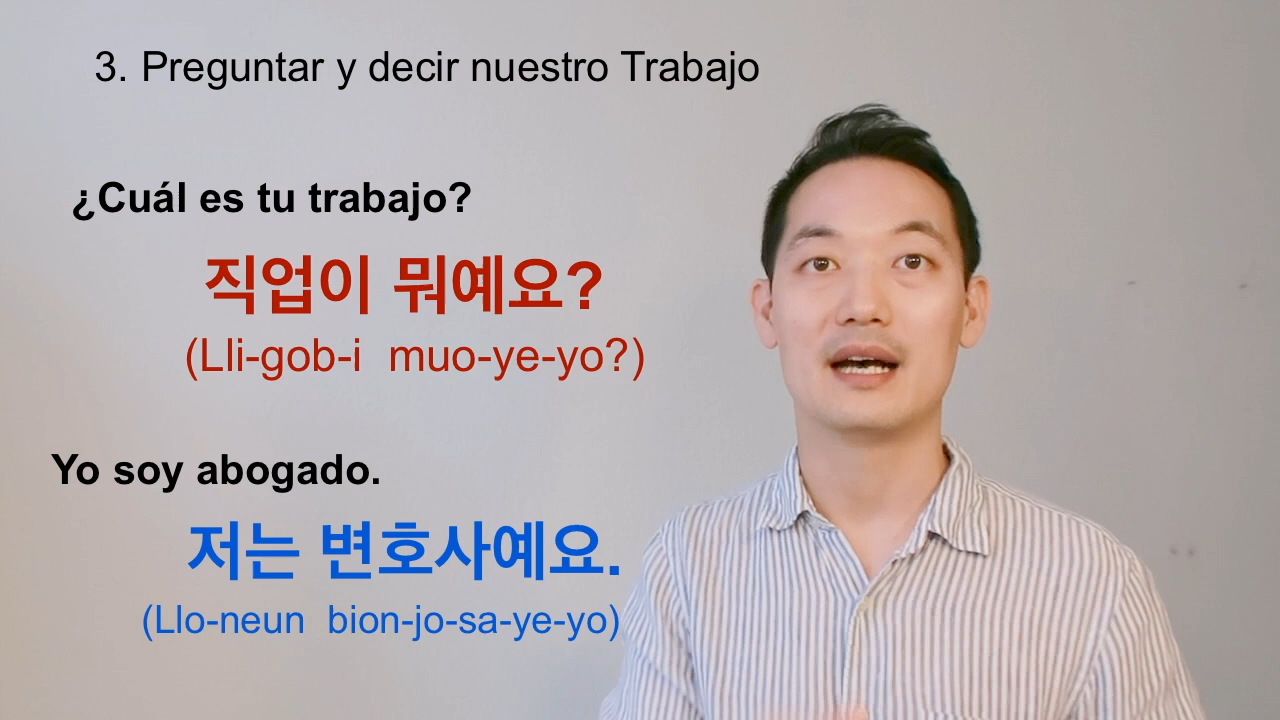 3. Preguntar y decir nuestro Trabajo
¿Cuál es tu trabajo?
직업이 뭐예요?
(Lli-gob-i muo-ye-yo?)
Yo soy abogado.
저는 변호사예요.
(Llo-neun bion-jo-sa-ye-yo)